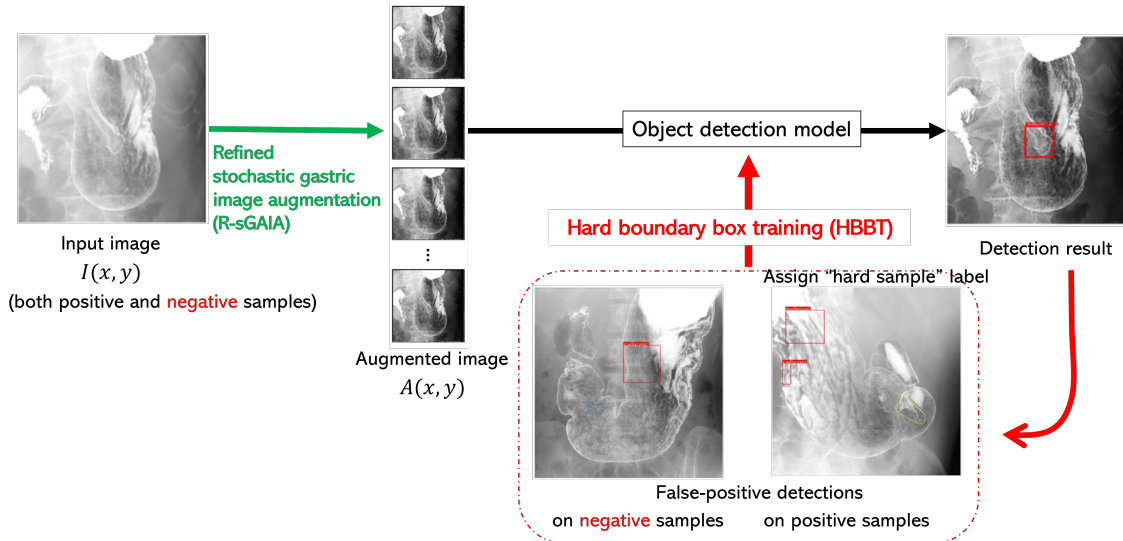 Input image
I(x, y)
(both positive and negative samples)
Refined
stochastic gastric
image augmentation
(R-sGAIA)
...
Augmented image
A(x, y)
Object detection model
Hard boundary box training (HBBT)
Detection result
Assign “hard sample” label
False-positive detections
on negative samples
on positive samples